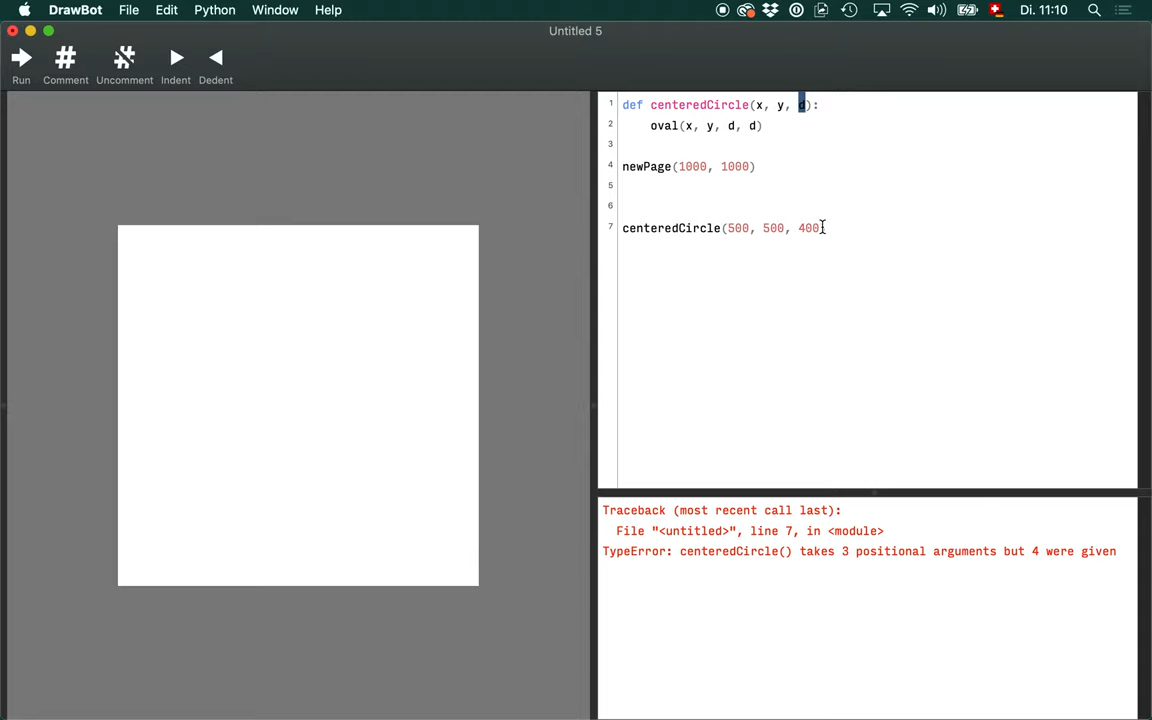 DrawBot File Edit Python Window Help Di. 11:10
Untitled 5
Run Comment Uncomment Indent Dedent
1 def centeredCircle(x, y, d):
2 oval(x, y, d, d)
3
4 newPage(1000, 1000)
5
6
7 centeredCircle(500, 500, 400)
Traceback (most recent call last):
File "<untitled>", line 7, in <module>
TypeError: centeredCircle() takes 3 positional arguments but 4 were given